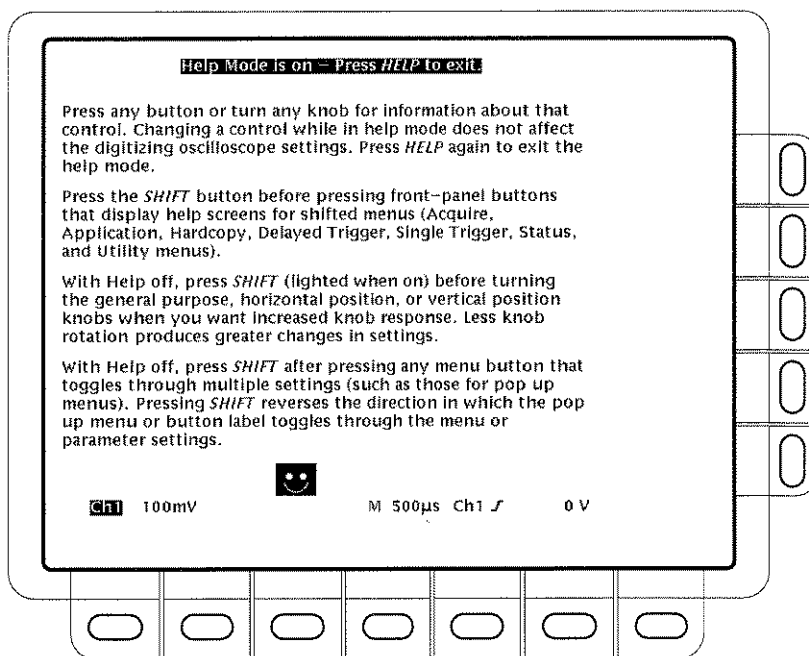 Help Mode is on — Press HELP to exit.
Press any button or turn any knob for information about that
control. Changing a control while in help mode does not affect
the digitizing oscilloscope settings. Press HELP again to exit the
help mode.
Press the SHIFT button before pressing front-panel buttons
that display help screens for shifted menus (Acquire,
Application, Hardcopy, Delayed Trigger, Single Trigger, Status,
and Utility menus).
With Help off, press SHIFT (lighted when on) before turning
the general purpose, horizontal position, or vertical position
knobs when you want increased knob response. Less knob
rotation produces greater changes in settings.
With Help off, press SHIFT after pressing any menu button that
toggles through multiple settings (such as those for pop up
menus). Pressing SHIFT reverses the direction in which the pop
up menu or button label toggles through the menu or
parameter settings.
Ch1 100mV M 500µs Ch1 ƒ 0 V